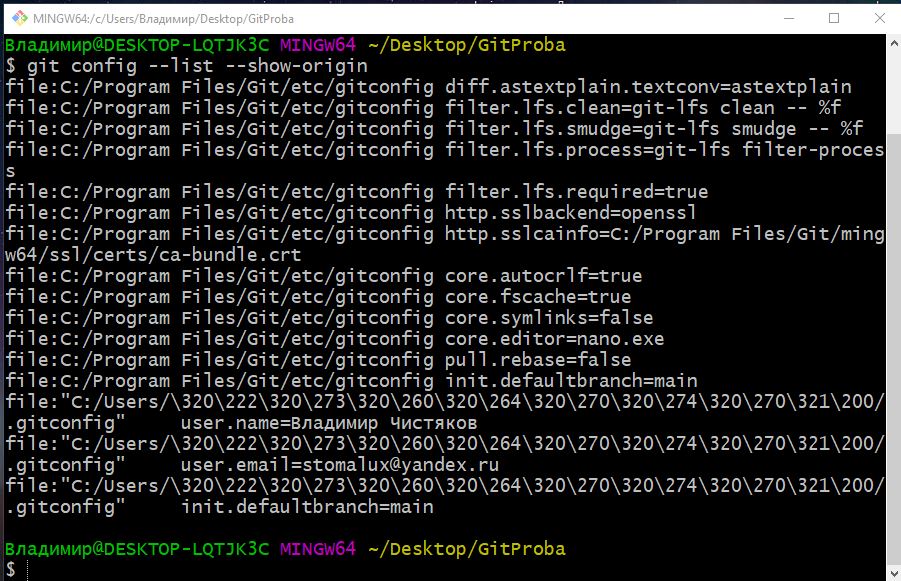 MINGW64:/c/Users/Владимир/Desktop/GitProba
Владимир@DESKTOP-LQTJK3C MINGW64 ~/Desktop/GitProba
$ git config --list --show-origin
file:C:/Program Files/Git/etc/gitconfig diff.astextplain.textconv=astextplain
file:C:/Program Files/Git/etc/gitconfig filter.lfs.clean=git-lfs clean -- %f
file:C:/Program Files/Git/etc/gitconfig filter.lfs.smudge=git-lfs smudge -- %f
file:C:/Program Files/Git/etc/gitconfig filter.lfs.process=git-lfs filter-proces
s
file:C:/Program Files/Git/etc/gitconfig filter.lfs.required=true
file:C:/Program Files/Git/etc/gitconfig http.sslbackend=openssl
file:C:/Program Files/Git/etc/gitconfig http.sslcainfo=C:/Program Files/Git/ming
w64/ssl/certs/ca-bundle.crt
file:C:/Program Files/Git/etc/gitconfig core.autocrlf=true
file:C:/Program Files/Git/etc/gitconfig core.fscache=true
file:C:/Program Files/Git/etc/gitconfig core.symlinks=false
file:C:/Program Files/Git/etc/gitconfig core.editor=nano.exe
file:C:/Program Files/Git/etc/gitconfig pull.rebase=false
file:C:/Program Files/Git/etc/gitconfig init.defaultbranch=main
file:"C:/Users/\320\222\320\273\320\260\320\264\320\270\320\274\320\270\321\200/
.gitconfig"     user.name=Владимир Чистяков
file:"C:/Users/\320\222\320\273\320\260\320\264\320\270\320\274\320\270\321\200/
.gitconfig"     user.email=stomalux@yandex.ru
file:"C:/Users/\320\222\320\273\320\260\320\264\320\270\320\274\320\270\321\200/
.gitconfig"     init.defaultbranch=main
Владимир@DESKTOP-LQTJK3C MINGW64 ~/Desktop/GitProba
$